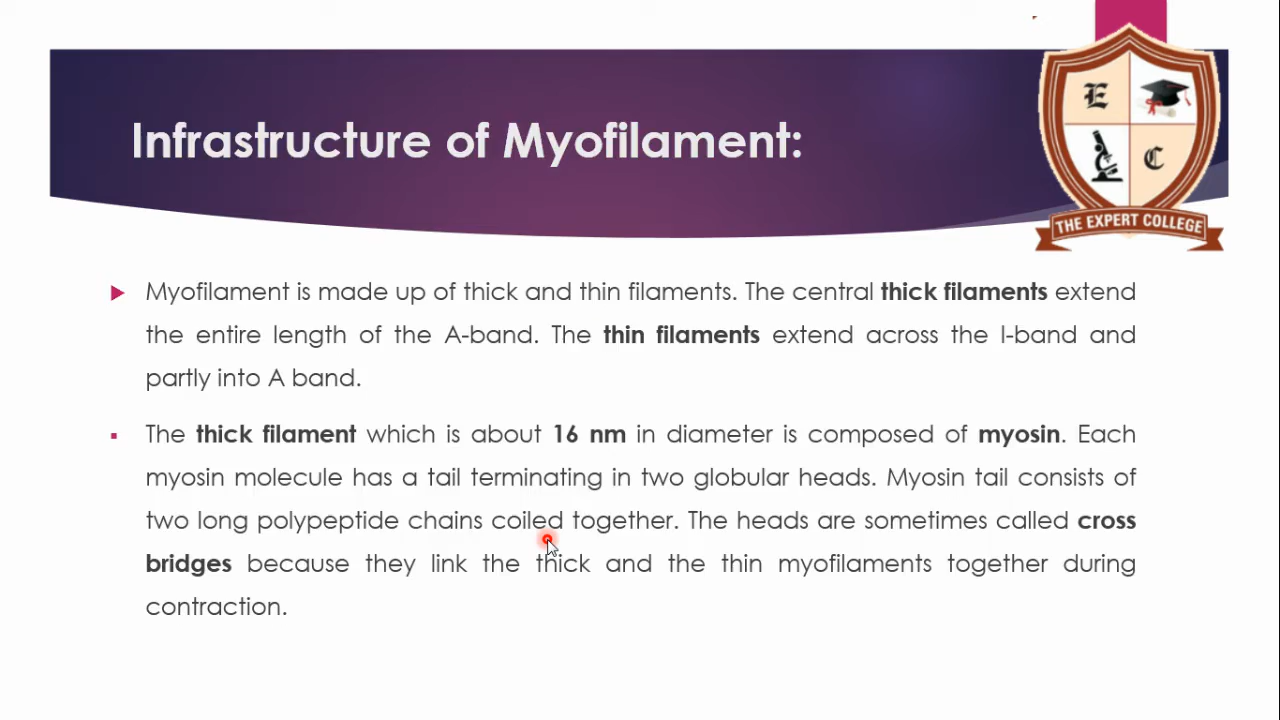 Infrastructure of Myofilament:
E
C
THE EXPERT COLLEGE
Myofilament is made up of thick and thin filaments. The central thick filaments extend
the entire length of the A-band. The thin filaments extend across the I-band and
partly into A band.
The thick filament which is about 16 nm in diameter is composed of myosin. Each
myosin molecule has a tail terminating in two globular heads. Myosin tail consists of
two long polypeptide chains coiled together. The heads are sometimes called cross
bridges because they link the thick and the thin myofilaments together during
contraction.